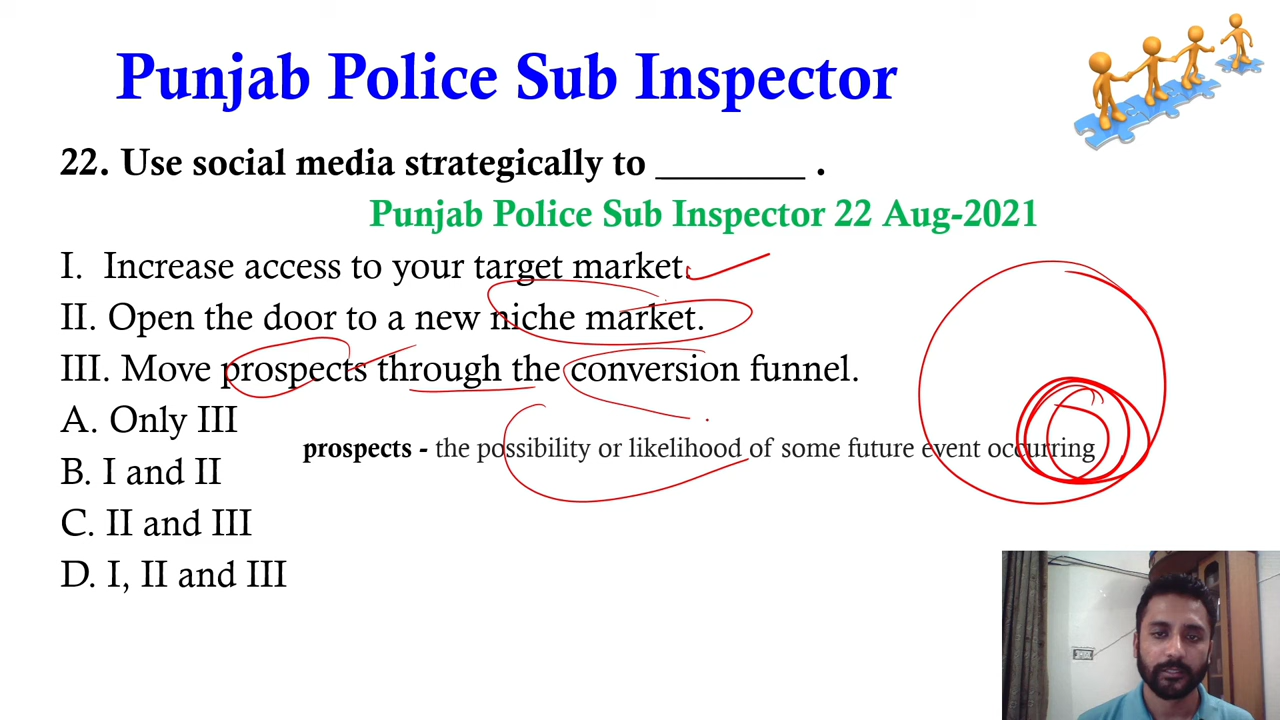 Punjab Police Sub Inspector
22. Use social media strategically to ________ .
Punjab Police Sub Inspector 22 Aug-2021
I. Increase access to your target market.
II. Open the door to a new niche market.
III. Move prospects through the conversion funnel.
A. Only III
prospects - the possibility or likelihood of some future event occurring
B. I and II
C. II and III
D. I, II and III